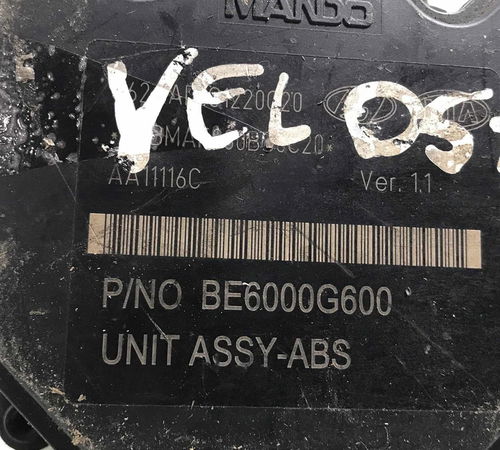 MANDO
VELOS
AA11116C Ver. 1.1
P/NO BE6000G600
UNIT ASSY-ABS